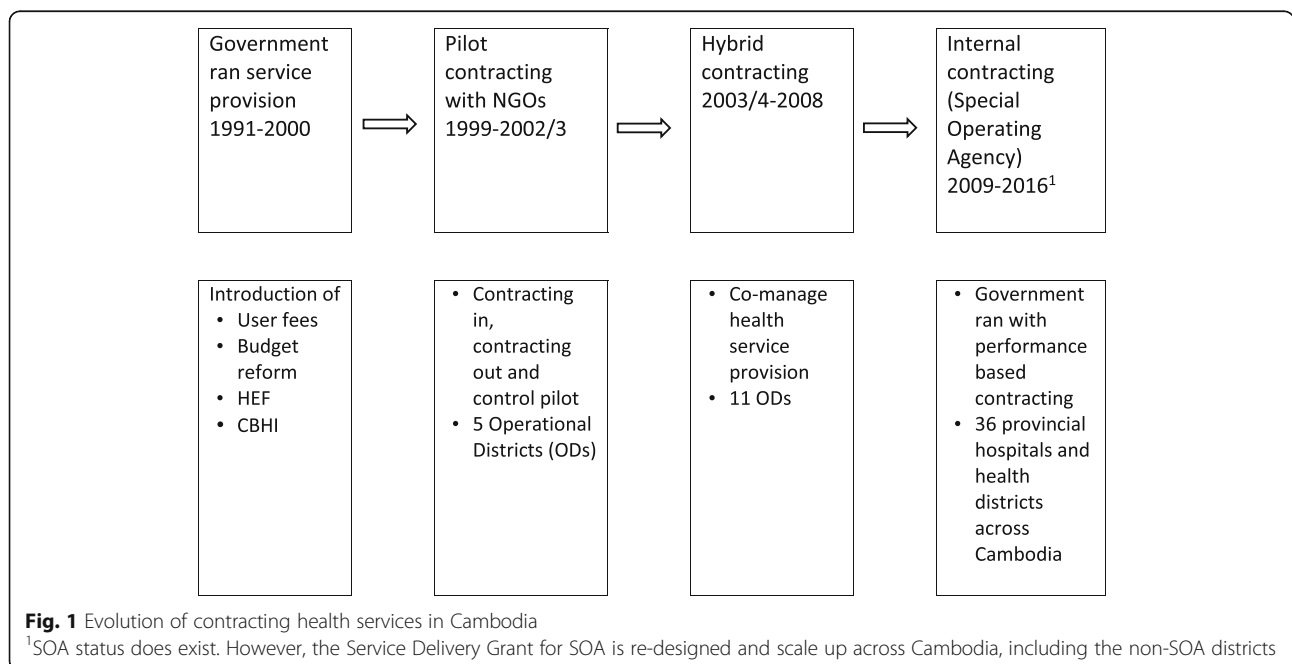 Government
ran service
provision
1991-2000
Pilot
contracting
with NGOs
1999-2002/3
Hybrid
contracting
2003/4-2008
Internal
contracting
(Special
Operating
Agency)
2009-2016¹
Introduction of
• User fees
• Budget
reform
• HEF
• CBHI
• Contracting
in,
contracting
out and
control pilot
• 5 Operational
Districts (ODs)
• Co-manage
health
service
provision
• 11 ODs
• Government
ran with
performance
based
contracting
• 36 provincial
hospitals and
health
districts
across
Cambodia
Fig. 1 Evolution of contracting health services in Cambodia
¹SOA status does exist. However, the Service Delivery Grant for SOA is re-designed and scale up across Cambodia, including the non-SOA districts